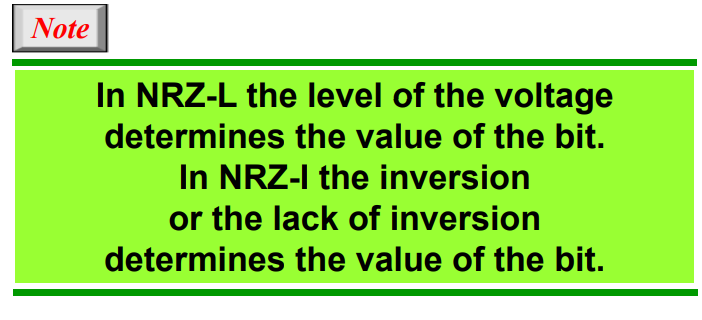 Note
In NRZ-L the level of the voltage
determines the value of the bit.
In NRZ-I the inversion
or the lack of inversion
determines the value of the bit.